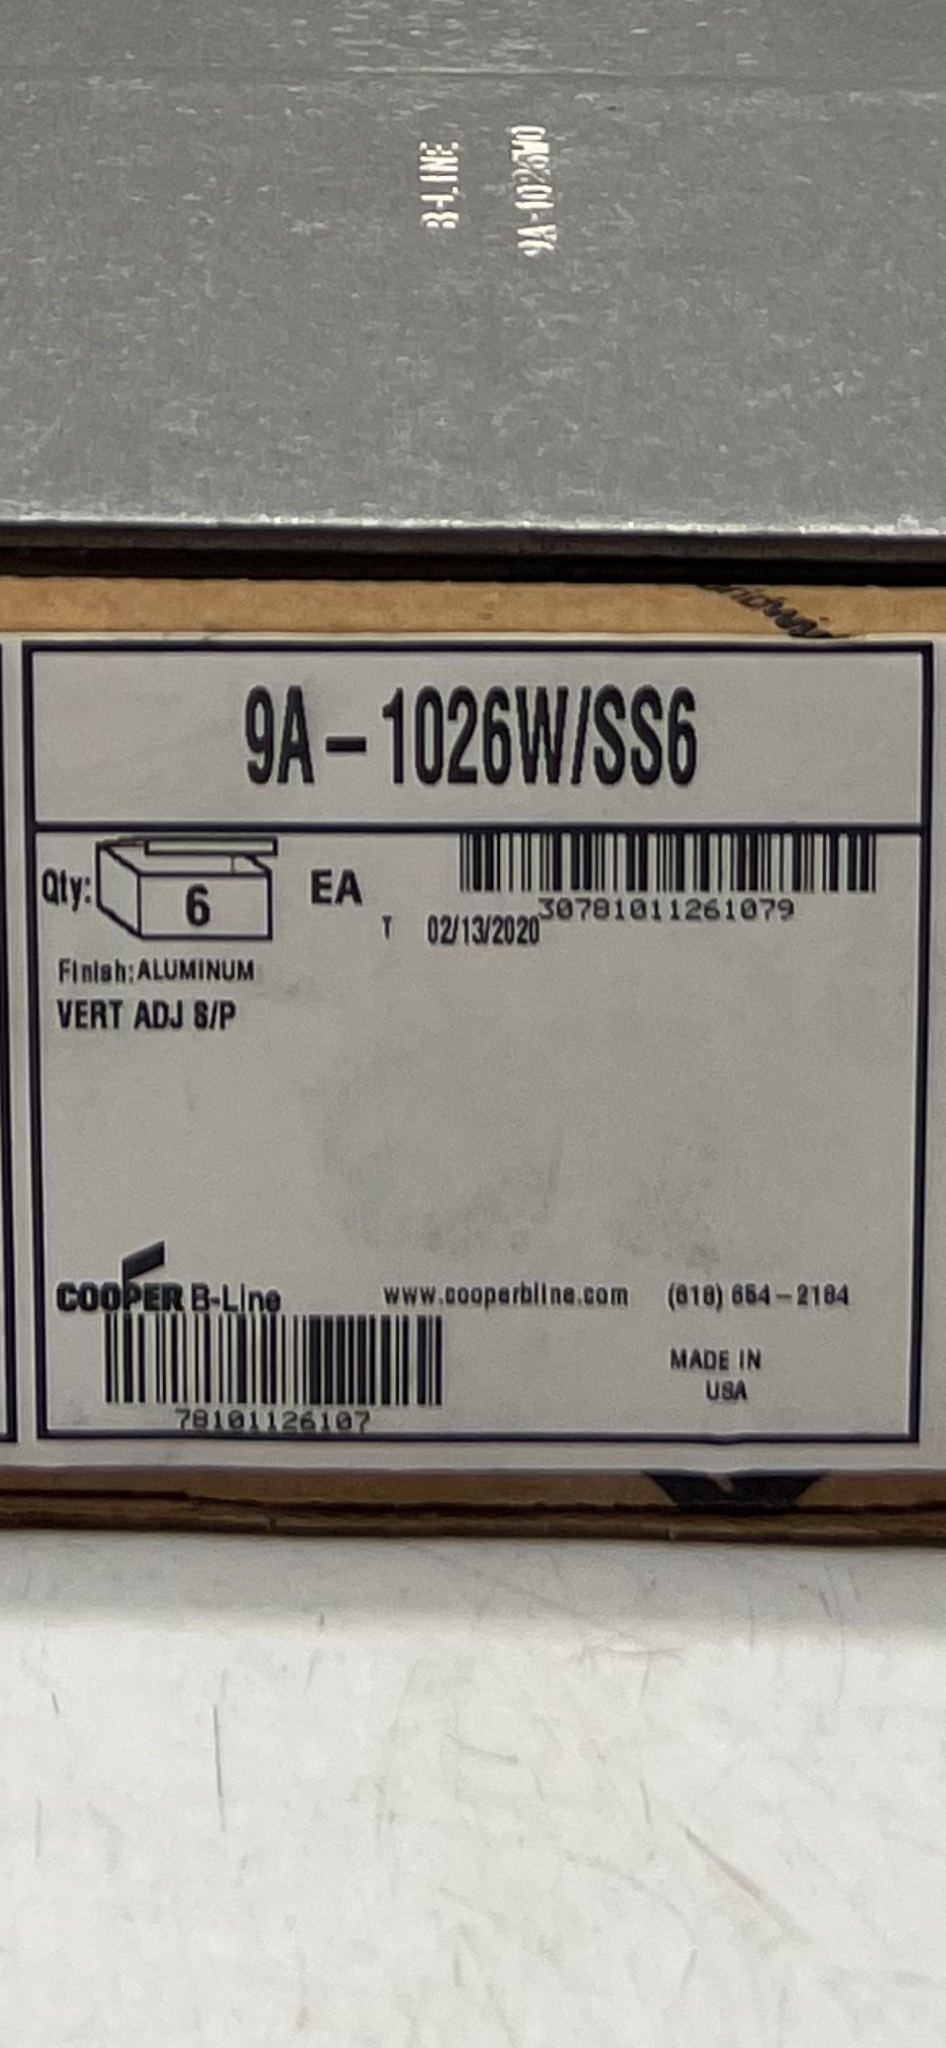 B-LINE
9A-1026WO
9A-1026W/SS6
Qty: 6 EA
30781011261079
T 02/13/2020
Finish: ALUMINUM
VERT ADJ S/P
COOPER B-Line www.cooperbline.com (618) 654-2184
MADE IN
USA
78101126107